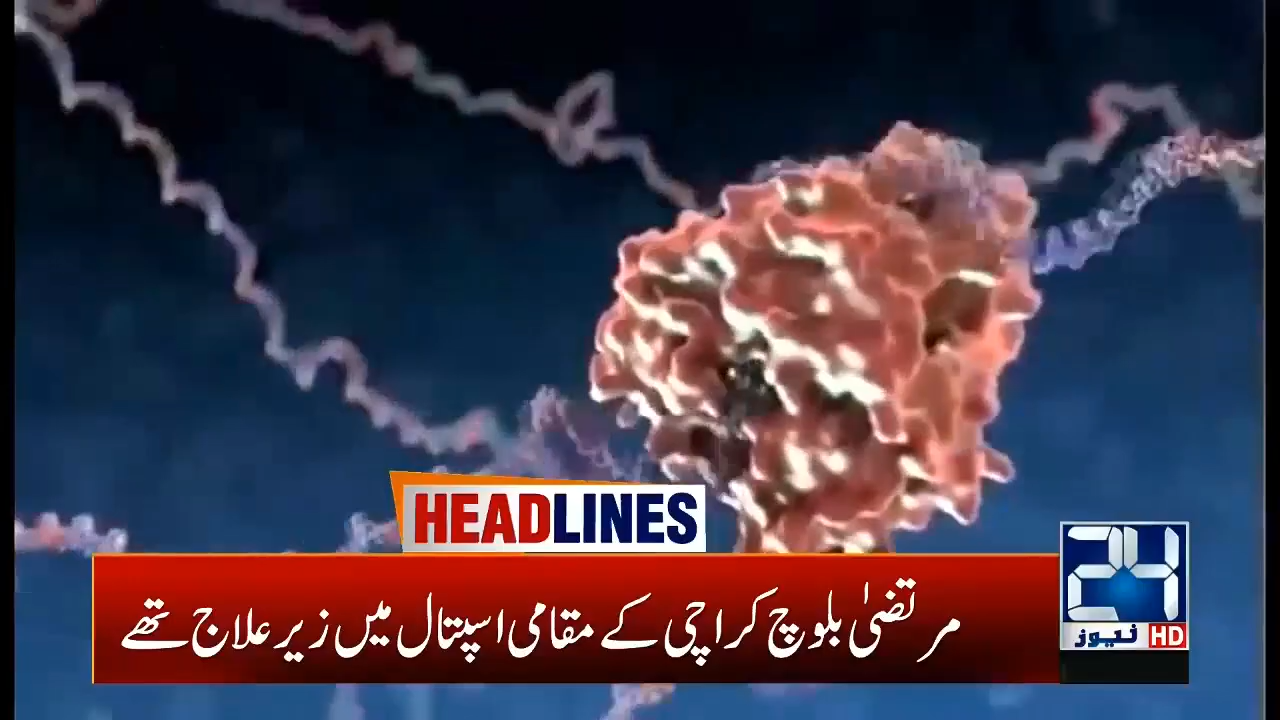 HEADLINES
مرتضیٰ بلوچ کراچی کے مقامی اسپتال میں زیر علاج تھے
24
نیوز HD